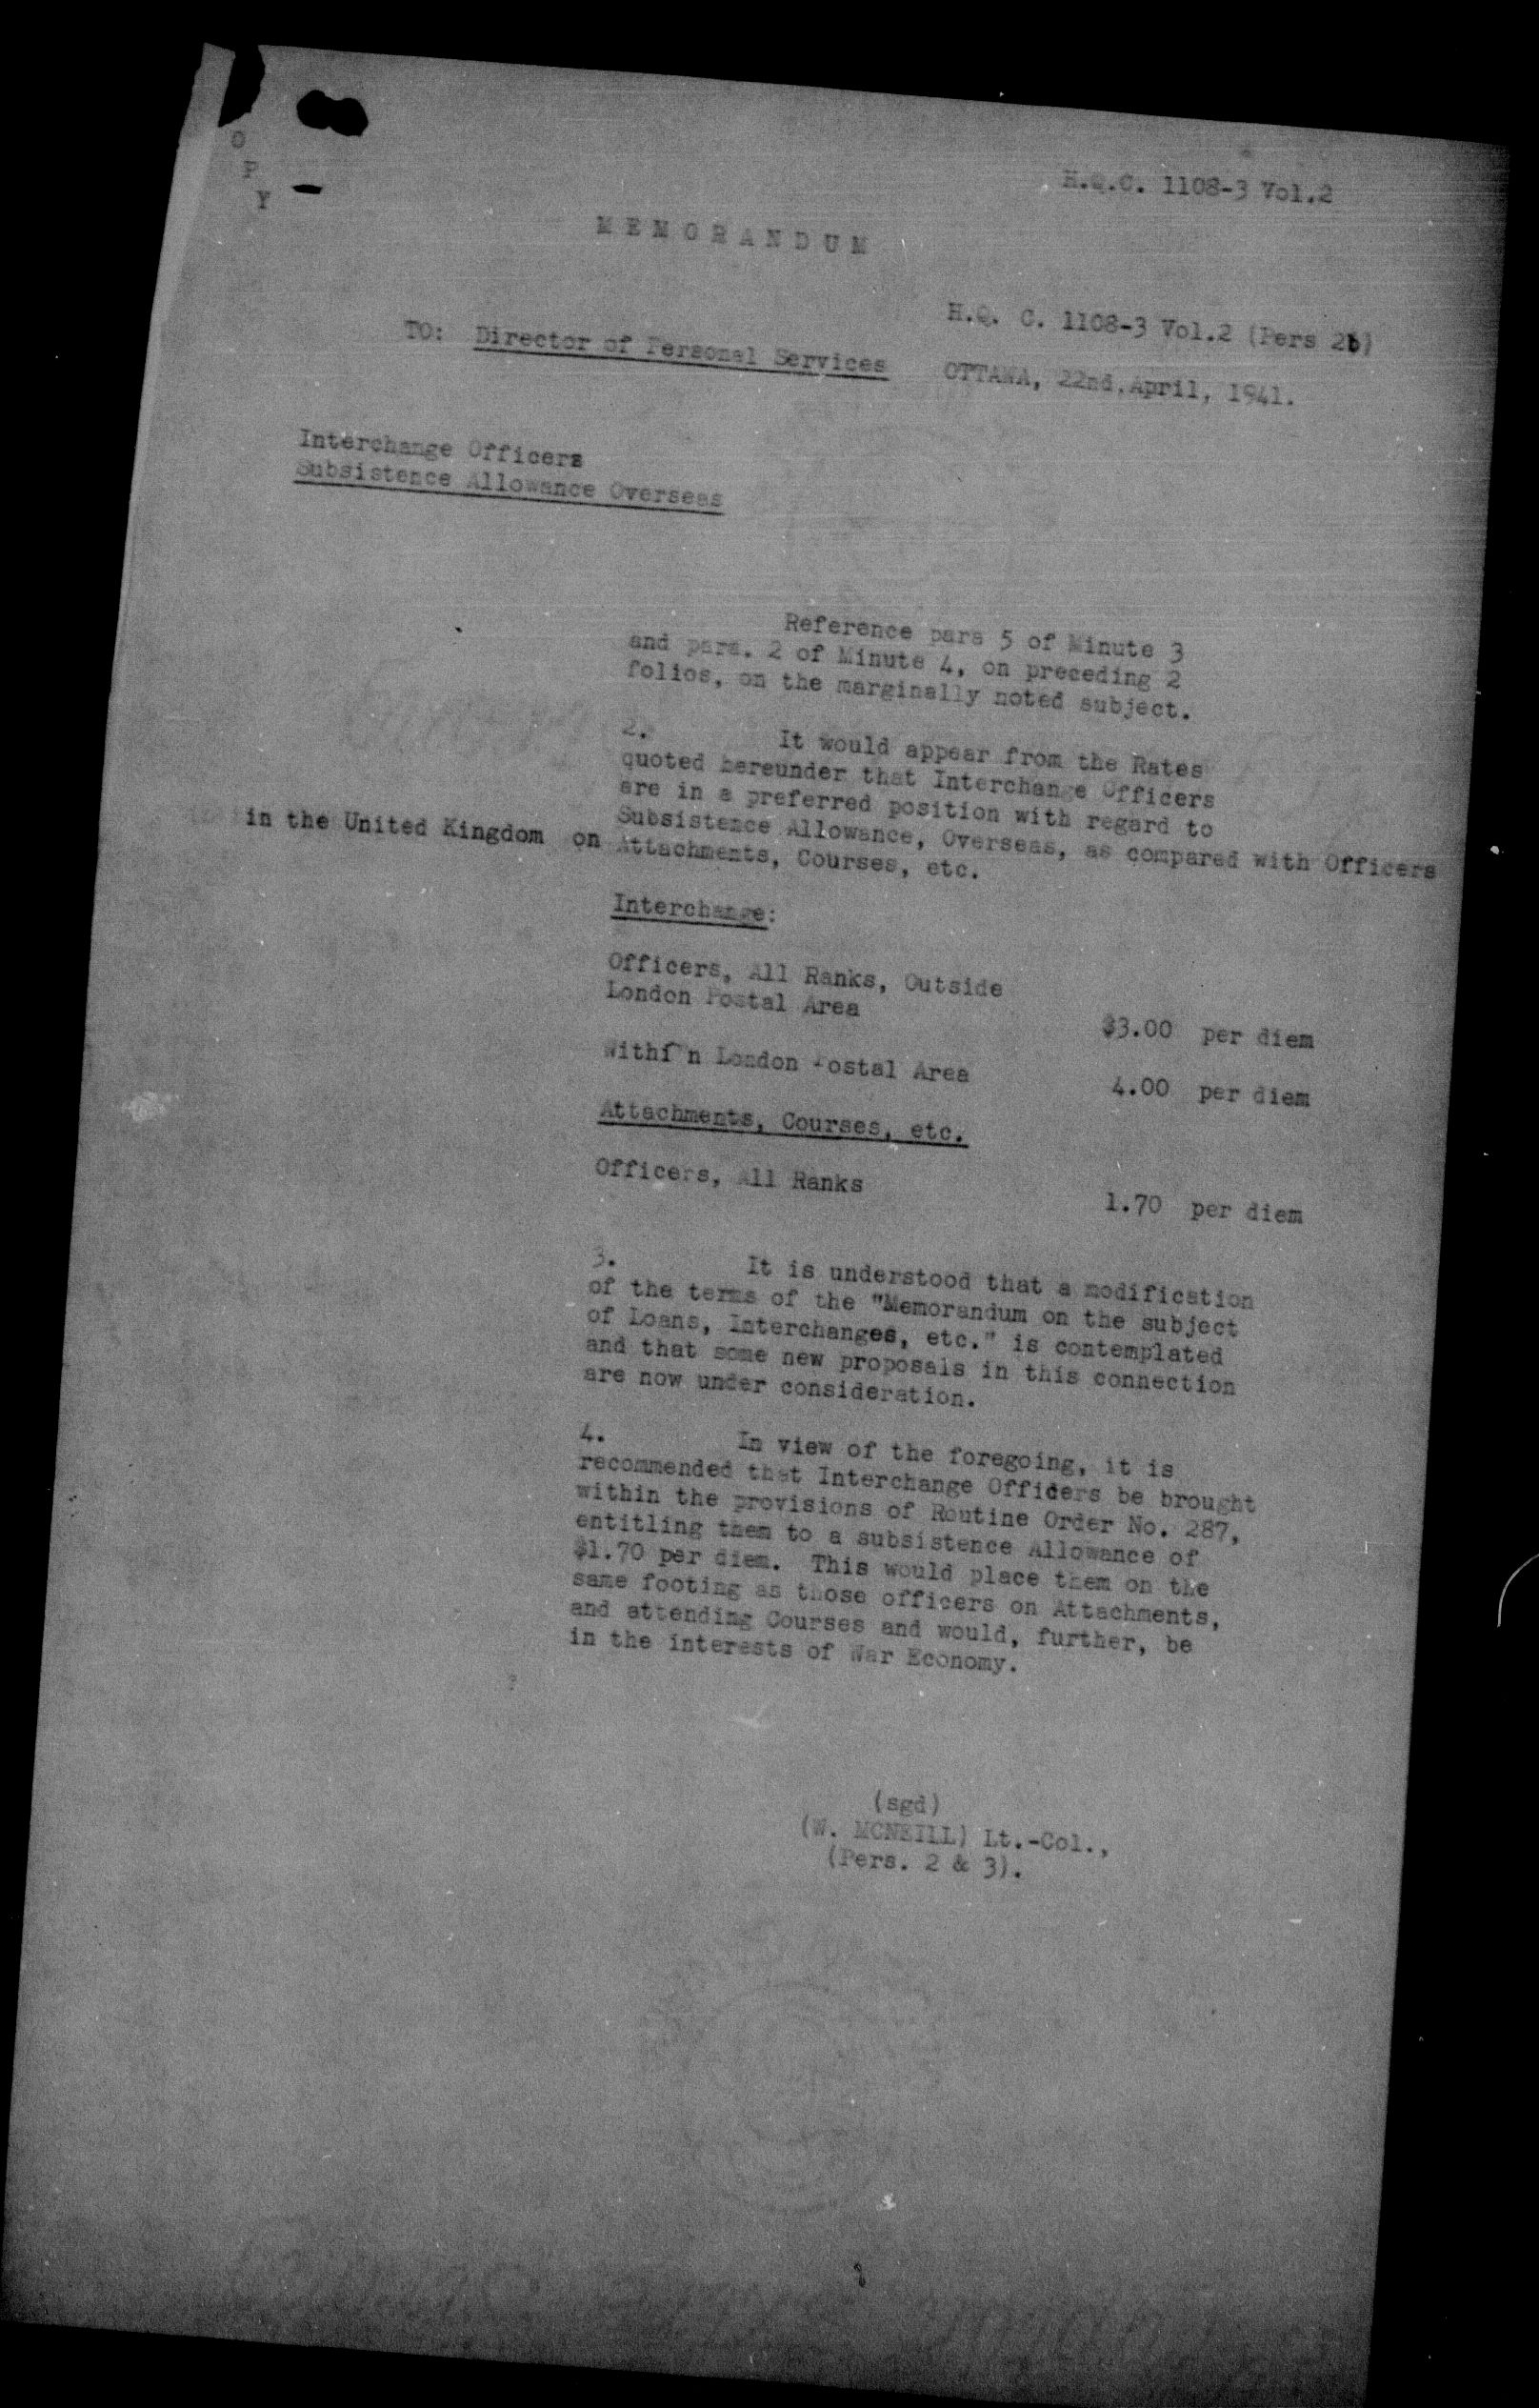 O
P
Y
H.Q.C. 1108-3 Vol.2
MEMORANDUM
H.Q. C. 1108-3 Vol.2 (Pers 2b)
TO: Director of Personal Services
OTTAWA, 22nd.April, 1941.
Interchange Officers
Subsistence Allowance Overseas
Reference para 5 of Minute 3
and para. 2 of Minute 4, on preceding 2
folios, on the marginally noted subject.
2. It would appear from the Rates
quoted hereunder that Interchange Officers
are in a preferred position with regard to
Subsistence Allowance, Overseas, as compared with Officers
in the United Kingdom on Attachments, Courses, etc.
Interchange:
Officers, All Ranks, Outside
London Postal Area $3.00 per diem
Within London Postal Area 4.00 per diem
Attachments, Courses, etc.
Officers, All Ranks 1.70 per diem
3. It is understood that a modification
of the terms of the "Memorandum on the subject
of Loans, Interchanges, etc." is contemplated
and that some new proposals in this connection
are now under consideration.
4. In view of the foregoing, it is
recommended that Interchange Officers be brought
within the provisions of Routine Order No. 287,
entitling them to a subsistence Allowance of
$1.70 per diem. This would place them on the
same footing as those officers on Attachments,
and attending Courses and would, further, be
in the interests of War Economy.
(sgd)
(W. MCNEILL) Lt.-Col.,
(Pers. 2 & 3).